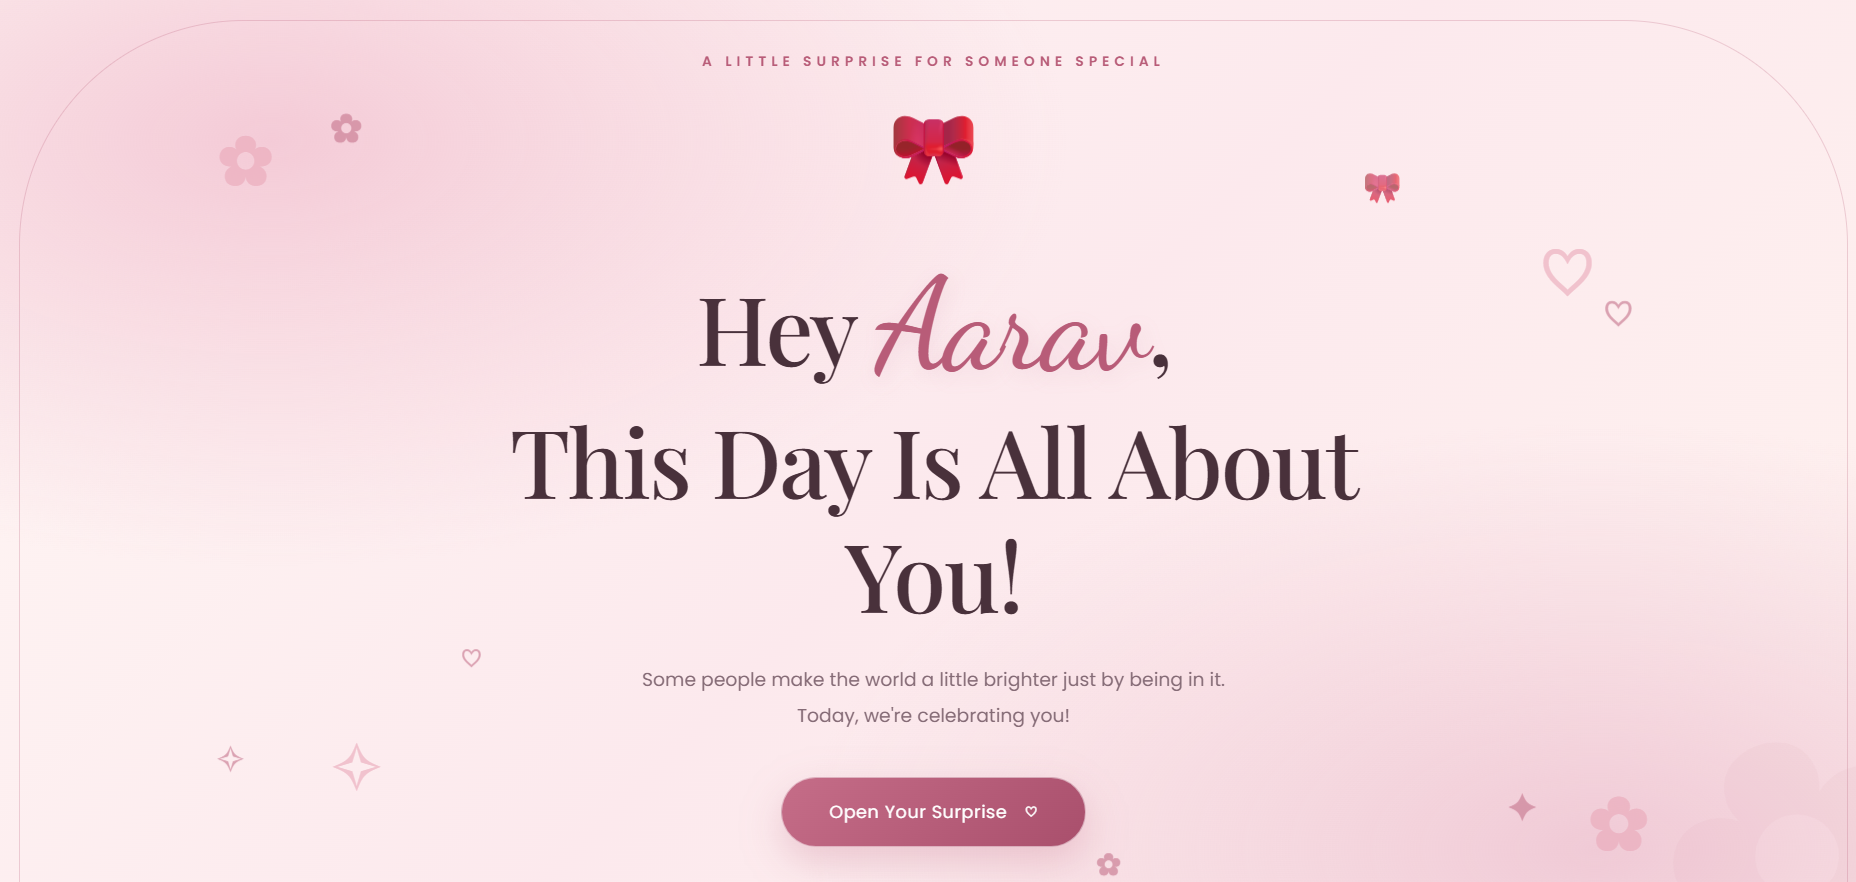 A LITTLE SURPRISE FOR SOMEONE SPECIAL
Hey Aarav,
This Day Is All About
You!
Some people make the world a little brighter just by being in it.
Today, we're celebrating you!
Open Your Surprise